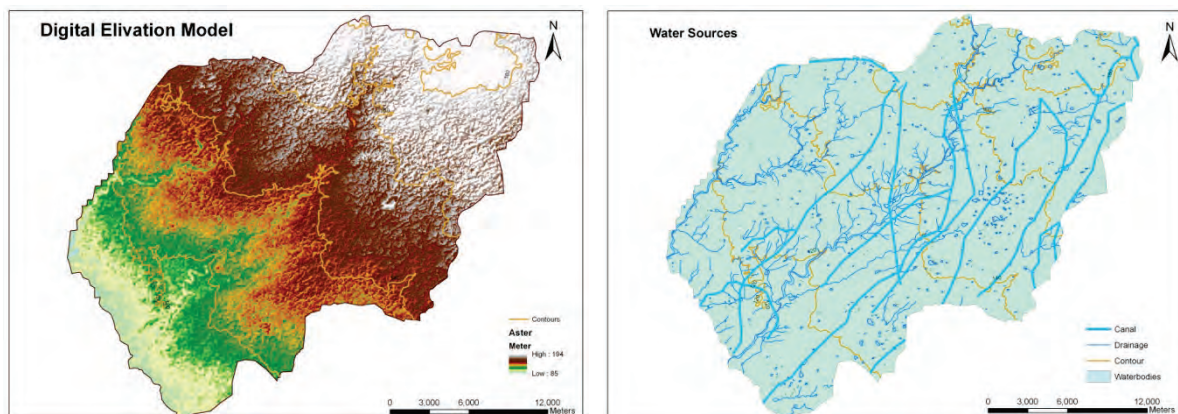 Digital Elivation Model
N
Contours
Aster
Meter
High : 194
Low : 85
0 3,000 6,000 12,000
Meters
Water Sources
N
Canal
Drainage
Contour
Waterbodies
0 3,000 6,000 12,000
Meters